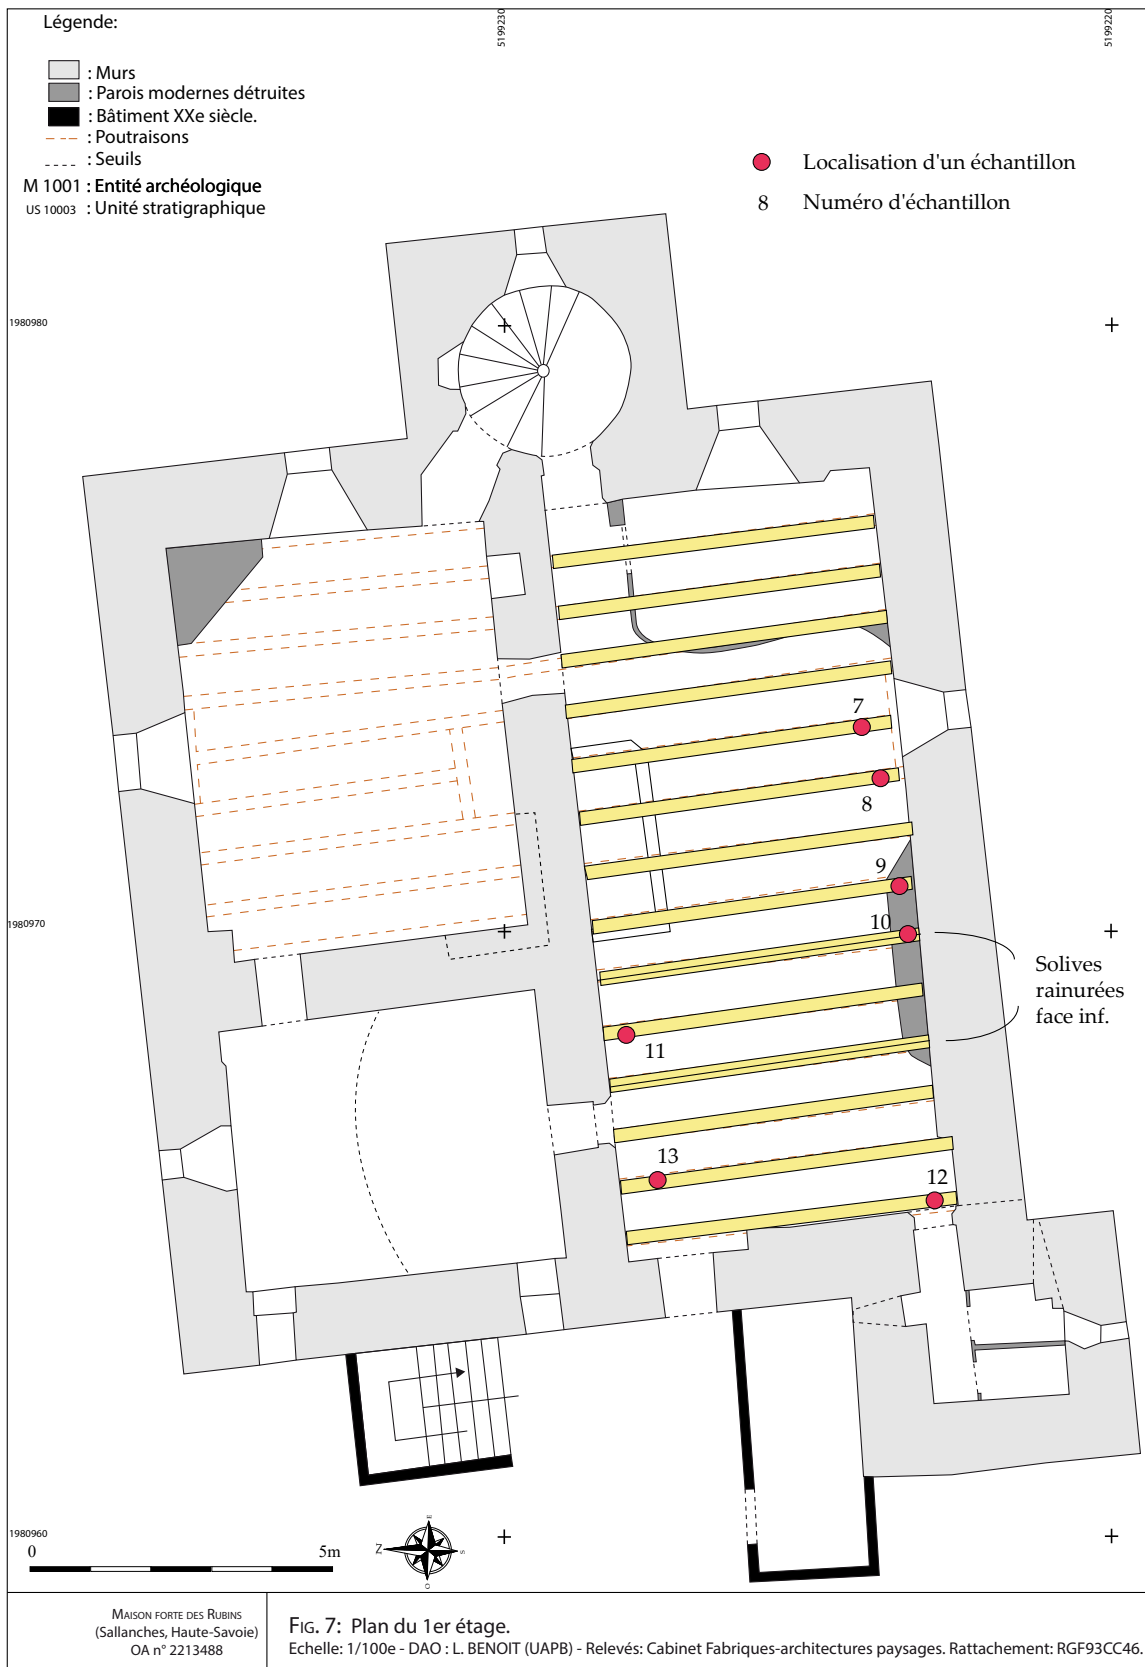 Légende:
: Murs
: Parois modernes détruites
: Bâtiment XXe siècle.
: Poutraisons
: Seuils
M 1001 : Entité archéologique
US 10003 : Unité stratigraphique
5199230
5199220
Localisation d'un échantillon
8 Numéro d'échantillon
1980980
7
8
9
1980970
10
Solives
rainurées
face inf.
11
13
12
1980960
0 5m
E
Z
S
O
MAISON FORTE DES RUBINS
(Sallanches, Haute-Savoie)
OA n° 2213488
FIG. 7: Plan du 1er étage.
Echelle: 1/100e - DAO : L. BENOIT (UAPB) - Relevés: Cabinet Fabriques-architectures paysages. Rattachement: RGF93CC46.